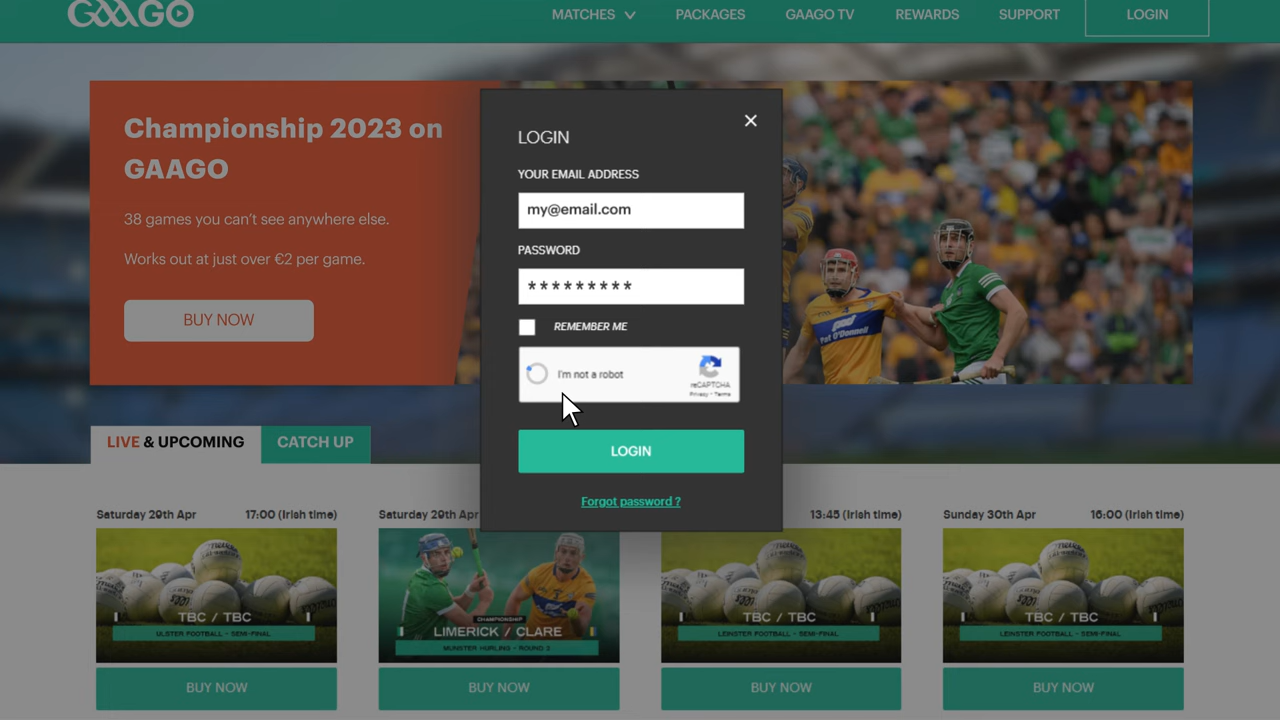 GAAGO
MATCHES
PACKAGES
GAAGO TV
REWARDS
SUPPORT
LOGIN
Championship 2023 on
GAAGO
38 games you can't see anywhere else.
Works out at just over €2 per game.
BUY NOW
LOGIN
YOUR EMAIL ADDRESS
my@email.com
PASSWORD
*********
REMEMBER ME
I'm not a robot
reCAPTCHA
Privacy - Terms
LOGIN
Forgot password ?
Pat O'Donnell
LIVE & UPCOMING
CATCH UP
Saturday 29th Apr
17:00 (Irish time)
TBC / TBC
ULSTER FOOTBALL - SEMI-FINAL
BUY NOW
Saturday 29th Apr
CHAMPIONSHIP
LIMERICK / CLARE
MUNSTER HURLING - ROUND 2
BUY NOW
13:45 (Irish time)
TBC / TBC
LEINSTER FOOTBALL - SEMI-FINAL
BUY NOW
Sunday 30th Apr
16:00 (Irish time)
TBC / TBC
LEINSTER FOOTBALL - SEMI-FINAL
BUY NOW